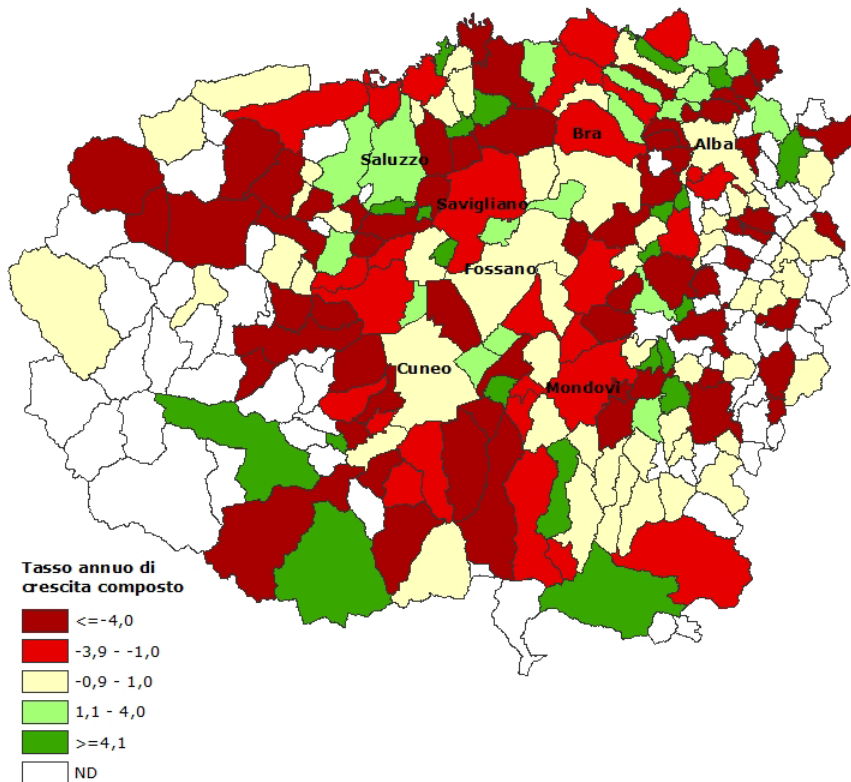 Bra
Alba
Saluzzo
Savigliano
Fossano
Cuneo
Mondovì
Tasso annuo di
crescita composto
<=-4,0
-3,9 - -1,0
-0,9 - 1,0
1,1 - 4,0
>=4,1
ND